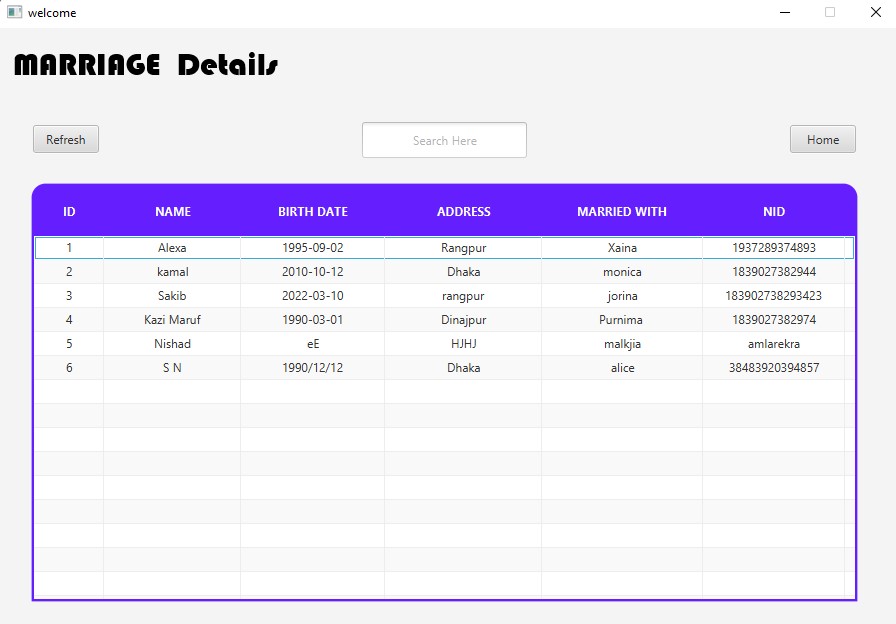 welcome
MARRIAGE Details
Refresh Search Here Home
ID NAME BIRTH DATE ADDRESS MARRIED WITH NID
1 Alexa 1995-09-02 Rangpur Xaina 1937289374893
2 kamal 2010-10-12 Dhaka monica 1839027382944
3 Sakib 2022-03-10 rangpur jorina 183902738293423
4 Kazi Maruf 1990-03-01 Dinajpur Purnima 1839027382974
5 Nishad eE HJHJ malkjia amlarekra
6 S N 1990/12/12 Dhaka alice 38483920394857